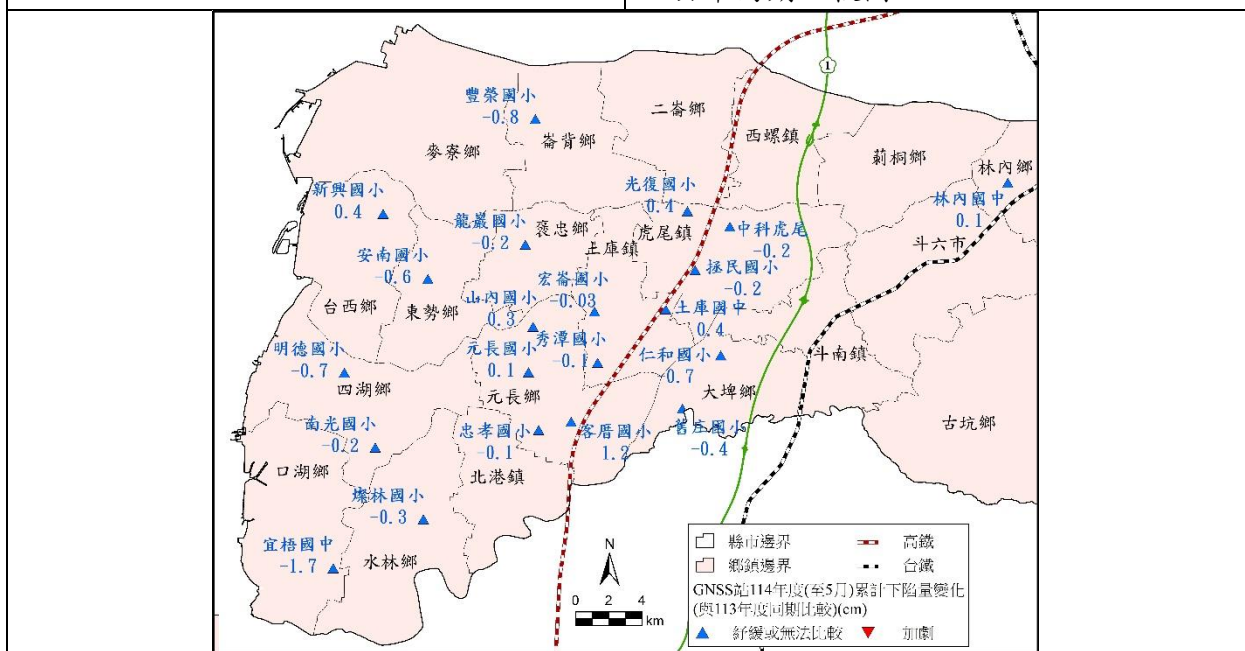 1
二崙鄉
豐榮國小
-0.8
崙背鄉
西螺鎮
麥寮鄉
莿桐鄉
林內鄉
新興國小
0.4
光復國小
0.4
林內國中
0.1
龍巖國小
-0.2
褒忠鄉
土庫鎮
虎尾鎮
中科虎尾
-0.2
斗六市
安南國小
-0.6
宏崙國小
-0.03
拯民國小
-0.2
台西鄉
東勢鄉
山內國小
0.3
土庫國中
0.4
秀潭國小
-0.1
明德國小
-0.7
元長國小
0.1
仁和國小
0.7
斗南鎮
四湖鄉
元長鄉
大埤鄉
古坑鄉
南光國小
-0.2
忠孝國小
-0.1
客厝國小
1.2
舊庄國小
-0.4
口湖鄉
北港鎮
燦林國小
-0.3
宜梧國中
-1.7
水林鄉
N
0 2 4
km
縣市邊界 高鐵
鄉鎮邊界 台鐵
GNSS站114年度(至5月)累計下陷量變化
(與113年度同期比較)(cm)
紓緩或無法比較 加劇